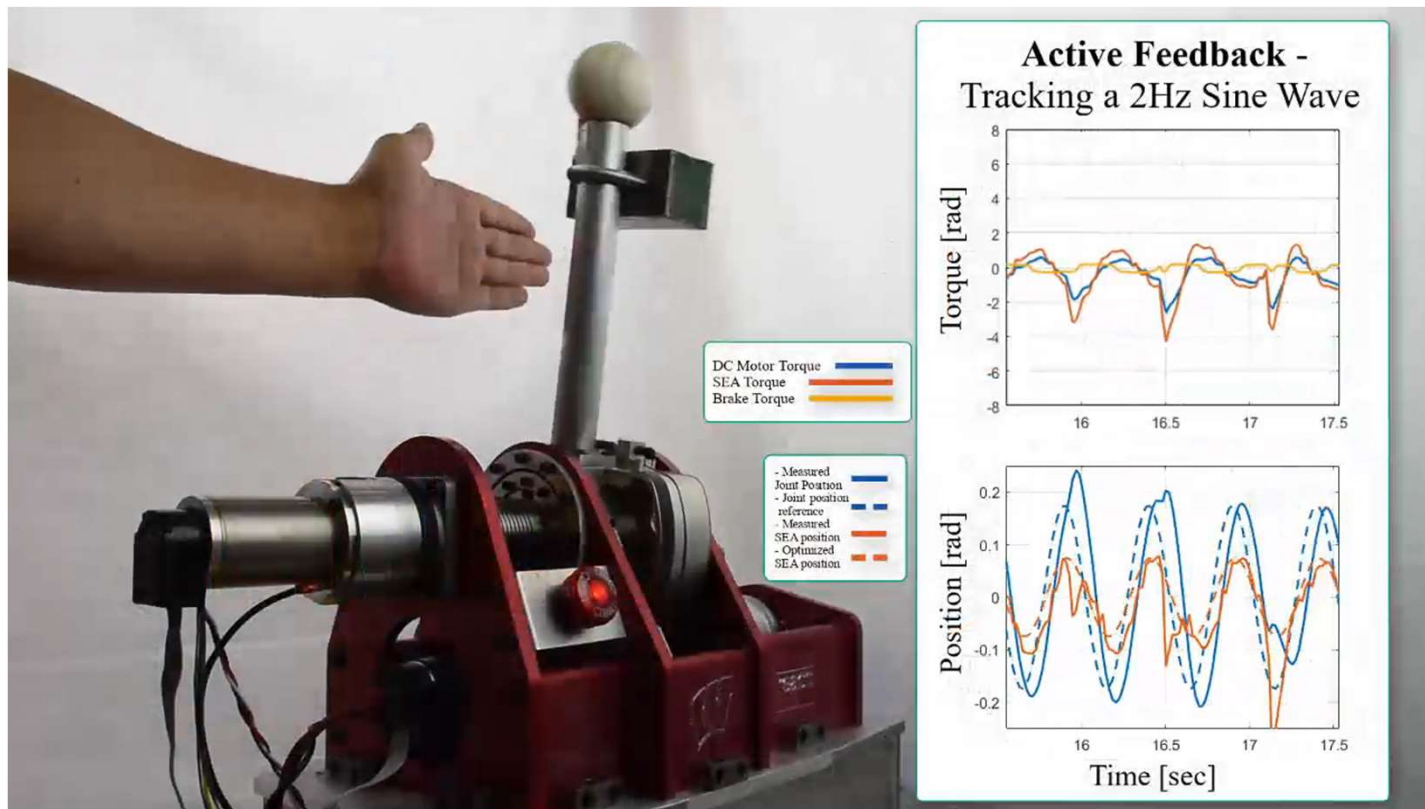 Active Feedback -
Tracking a 2Hz Sine Wave
Torque [rad]
8
6
4
2
0
-2
-4
-6
-8
16
16.5
17
17.5
DC Motor Torque
SEA Torque
Brake Torque
- Measured
Joint Position
- Joint position
reference
- Measured
SEA position
- Optimized
SEA position
Position [rad]
0.2
0.1
0
-0.1
-0.2
16
16.5
17
17.5
Time [sec]